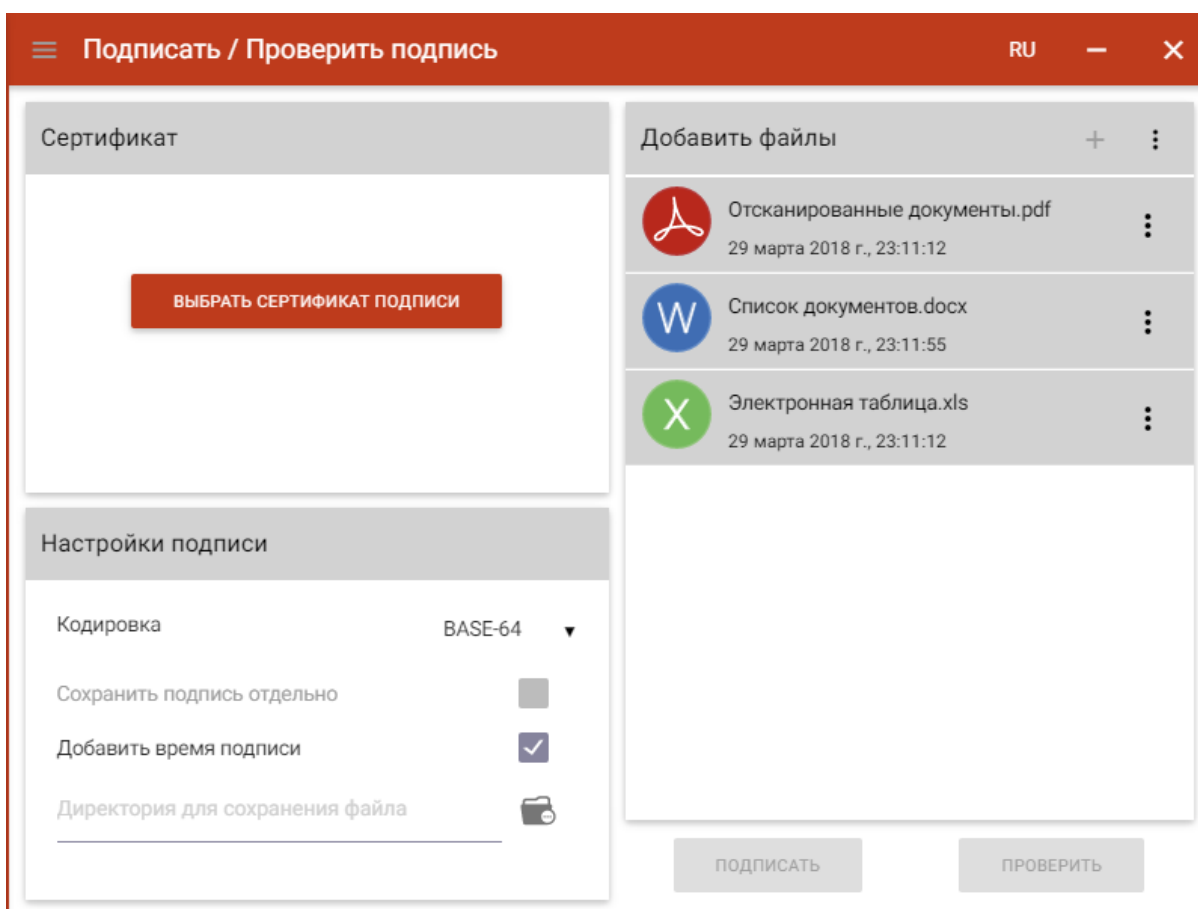 Подписать / Проверить подпись
RU
Сертификат
ВЫБРАТЬ СЕРТИФИКАТ ПОДПИСИ
Настройки подписи
Кодировка
BASE-64
Сохранить подпись отдельно
Добавить время подписи
Директория для сохранения файла
Добавить файлы
Отсканированные документы.pdf
29 марта 2018 г., 23:11:12
W
Список документов.docx
29 марта 2018 г., 23:11:55
X
Электронная таблица.xls
29 марта 2018 г., 23:11:12
ПОДПИСАТЬ
ПРОВЕРИТЬ